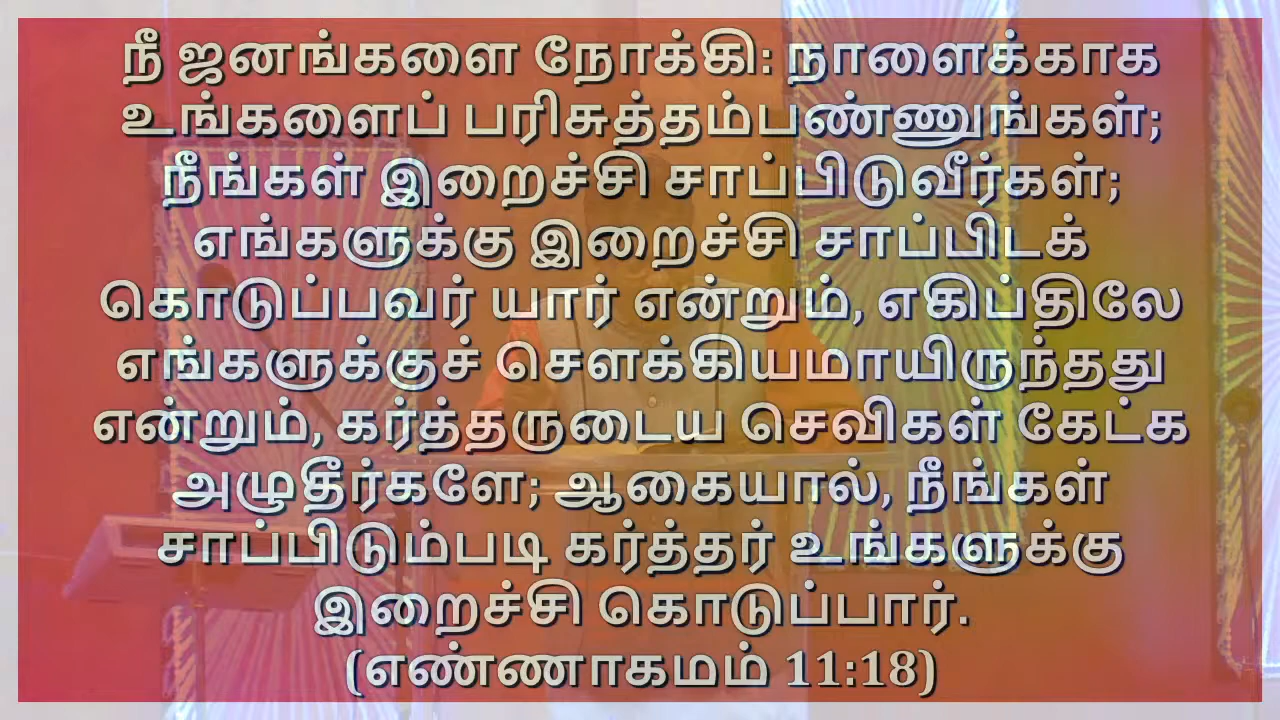 நீ ஜனங்களை நோக்கி: நாளைக்காக
உங்களைப் பரிசுத்தம்பண்ணுங்கள்;
நீங்கள் இறைச்சி சாப்பிடுவீர்கள்;
எங்களுக்கு இறைச்சி சாப்பிடக்
கொடுப்பவர் யார் என்றும், எகிப்திலே
எங்களுக்குச் சௌக்கியமாயிருந்தது
என்றும், கர்த்தருடைய செவிகள் கேட்க
அழுதீர்களே; ஆகையால், நீங்கள்
சாப்பிடும்படி கர்த்தர் உங்களுக்கு
இறைச்சி கொடுப்பார்.
(எண்ணாகமம் 11:18)